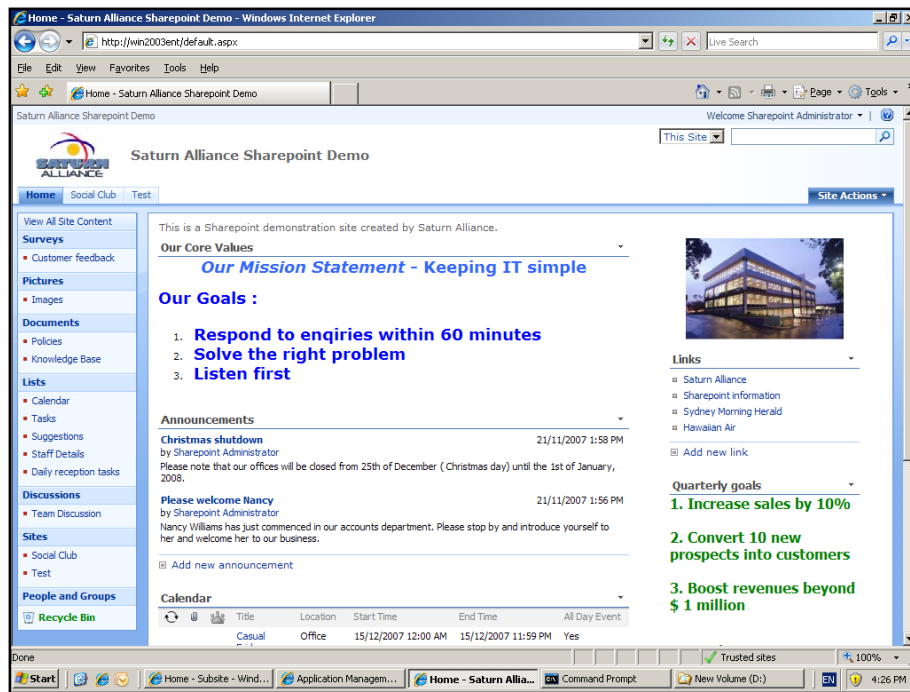 Home - Saturn Alliance Sharepoint Demo - Windows Internet Explorer
http://win2003ent/default.aspx
Live Search
File Edit View Favorites Tools Help
Home - Saturn Alliance Sharepoint Demo
Page Tools
Saturn Alliance Sharepoint Demo
Welcome Sharepoint Administrator
This Site
SATURN
ALLIANCE
Saturn Alliance Sharepoint Demo
Home Social Club Test
Site Actions
View All Site Content
Surveys
Customer feedback
Pictures
Images
Documents
Policies
Knowledge Base
Lists
Calendar
Tasks
Suggestions
Staff Details
Daily reception tasks
Discussions
Team Discussion
Sites
Social Club
Test
People and Groups
Recycle Bin
This is a Sharepoint demonstration site created by Saturn Alliance.
Our Core Values
Our Mission Statement - Keeping IT simple
Our Goals :
1. Respond to enqiries within 60 minutes
2. Solve the right problem
3. Listen first
Announcements
Christmas shutdown 21/11/2007 1:58 PM
by Sharepoint Administrator
Please note that our offices will be closed from 25th of December ( Christmas day) until the 1st of January,
2008.
Please welcome Nancy 21/11/2007 1:56 PM
by Sharepoint Administrator
Nancy Williams has just commenced in our accounts department. Please stop by and introduce yourself to
her and welcome her to our business.
Add new announcement
Calendar
Title Location Start Time End Time All Day Event
Casual Office 15/12/2007 12:00 AM 15/12/2007 11:59 PM Yes
Links
Saturn Alliance
Sharepoint information
Sydney Morning Herald
Hawaiian Air
Add new link
Quarterly goals
1. Increase sales by 10%
2. Convert 10 new
prospects into customers
3. Boost revenues beyond
$ 1 million
Done
Trusted sites
100%
Start
Home - Subsite - Wind...
Application Managem...
Home - Saturn Allia...
Command Prompt
New Volume (D:)
EN
4:26 PM